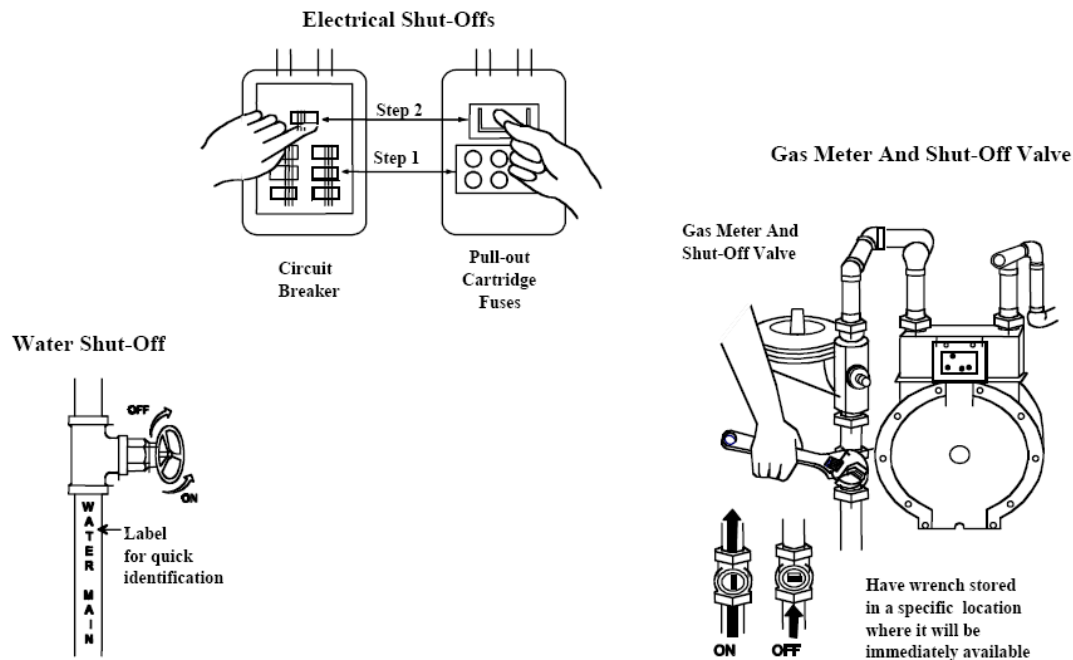 Electrical Shut-Offs
Step 2
Step 1
Circuit
Breaker
Pull-out
Cartridge
Fuses
Gas Meter And Shut-Off Valve
Gas Meter And
Shut-Off Valve
Water Shut-Off
OFF
ON
WATER MAIN
Label
for quick
identification
ON
OFF
Have wrench stored
in a specific location
where it will be
immediately available